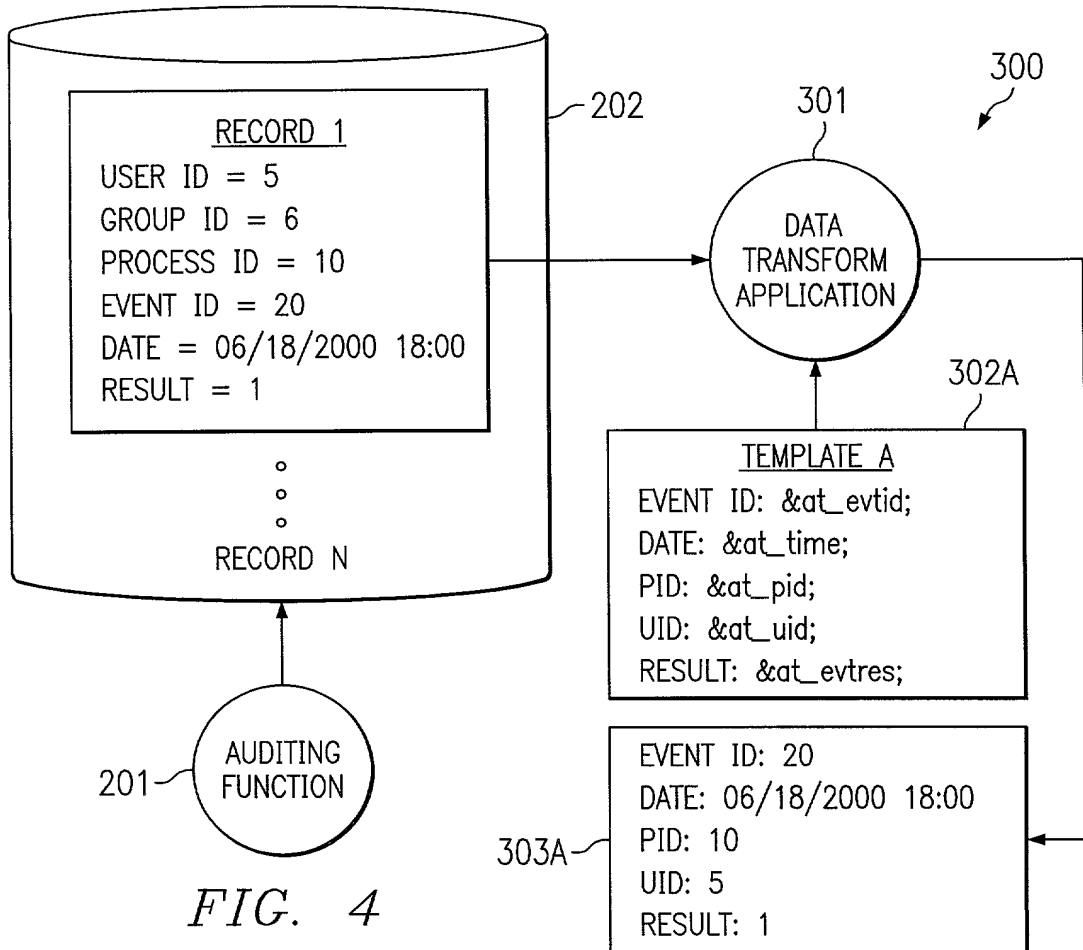 RECORD 1
USER ID = 5
GROUP ID = 6
PROCESS ID = 10
EVENT ID = 20
DATE = 06/18/2000 18:00
RESULT = 1
RECORD N
202
AUDITING
FUNCTION
201
300
301
DATA
TRANSFORM
APPLICATION
302A
TEMPLATE A
EVENT ID: &at_evtid;
DATE: &at_time;
PID: &at_pid;
UID: &at_uid;
RESULT: &at_evtres;
EVENT ID: 20
DATE: 06/18/2000 18:00
PID: 10
UID: 5
RESULT: 1
303A
FIG. 4